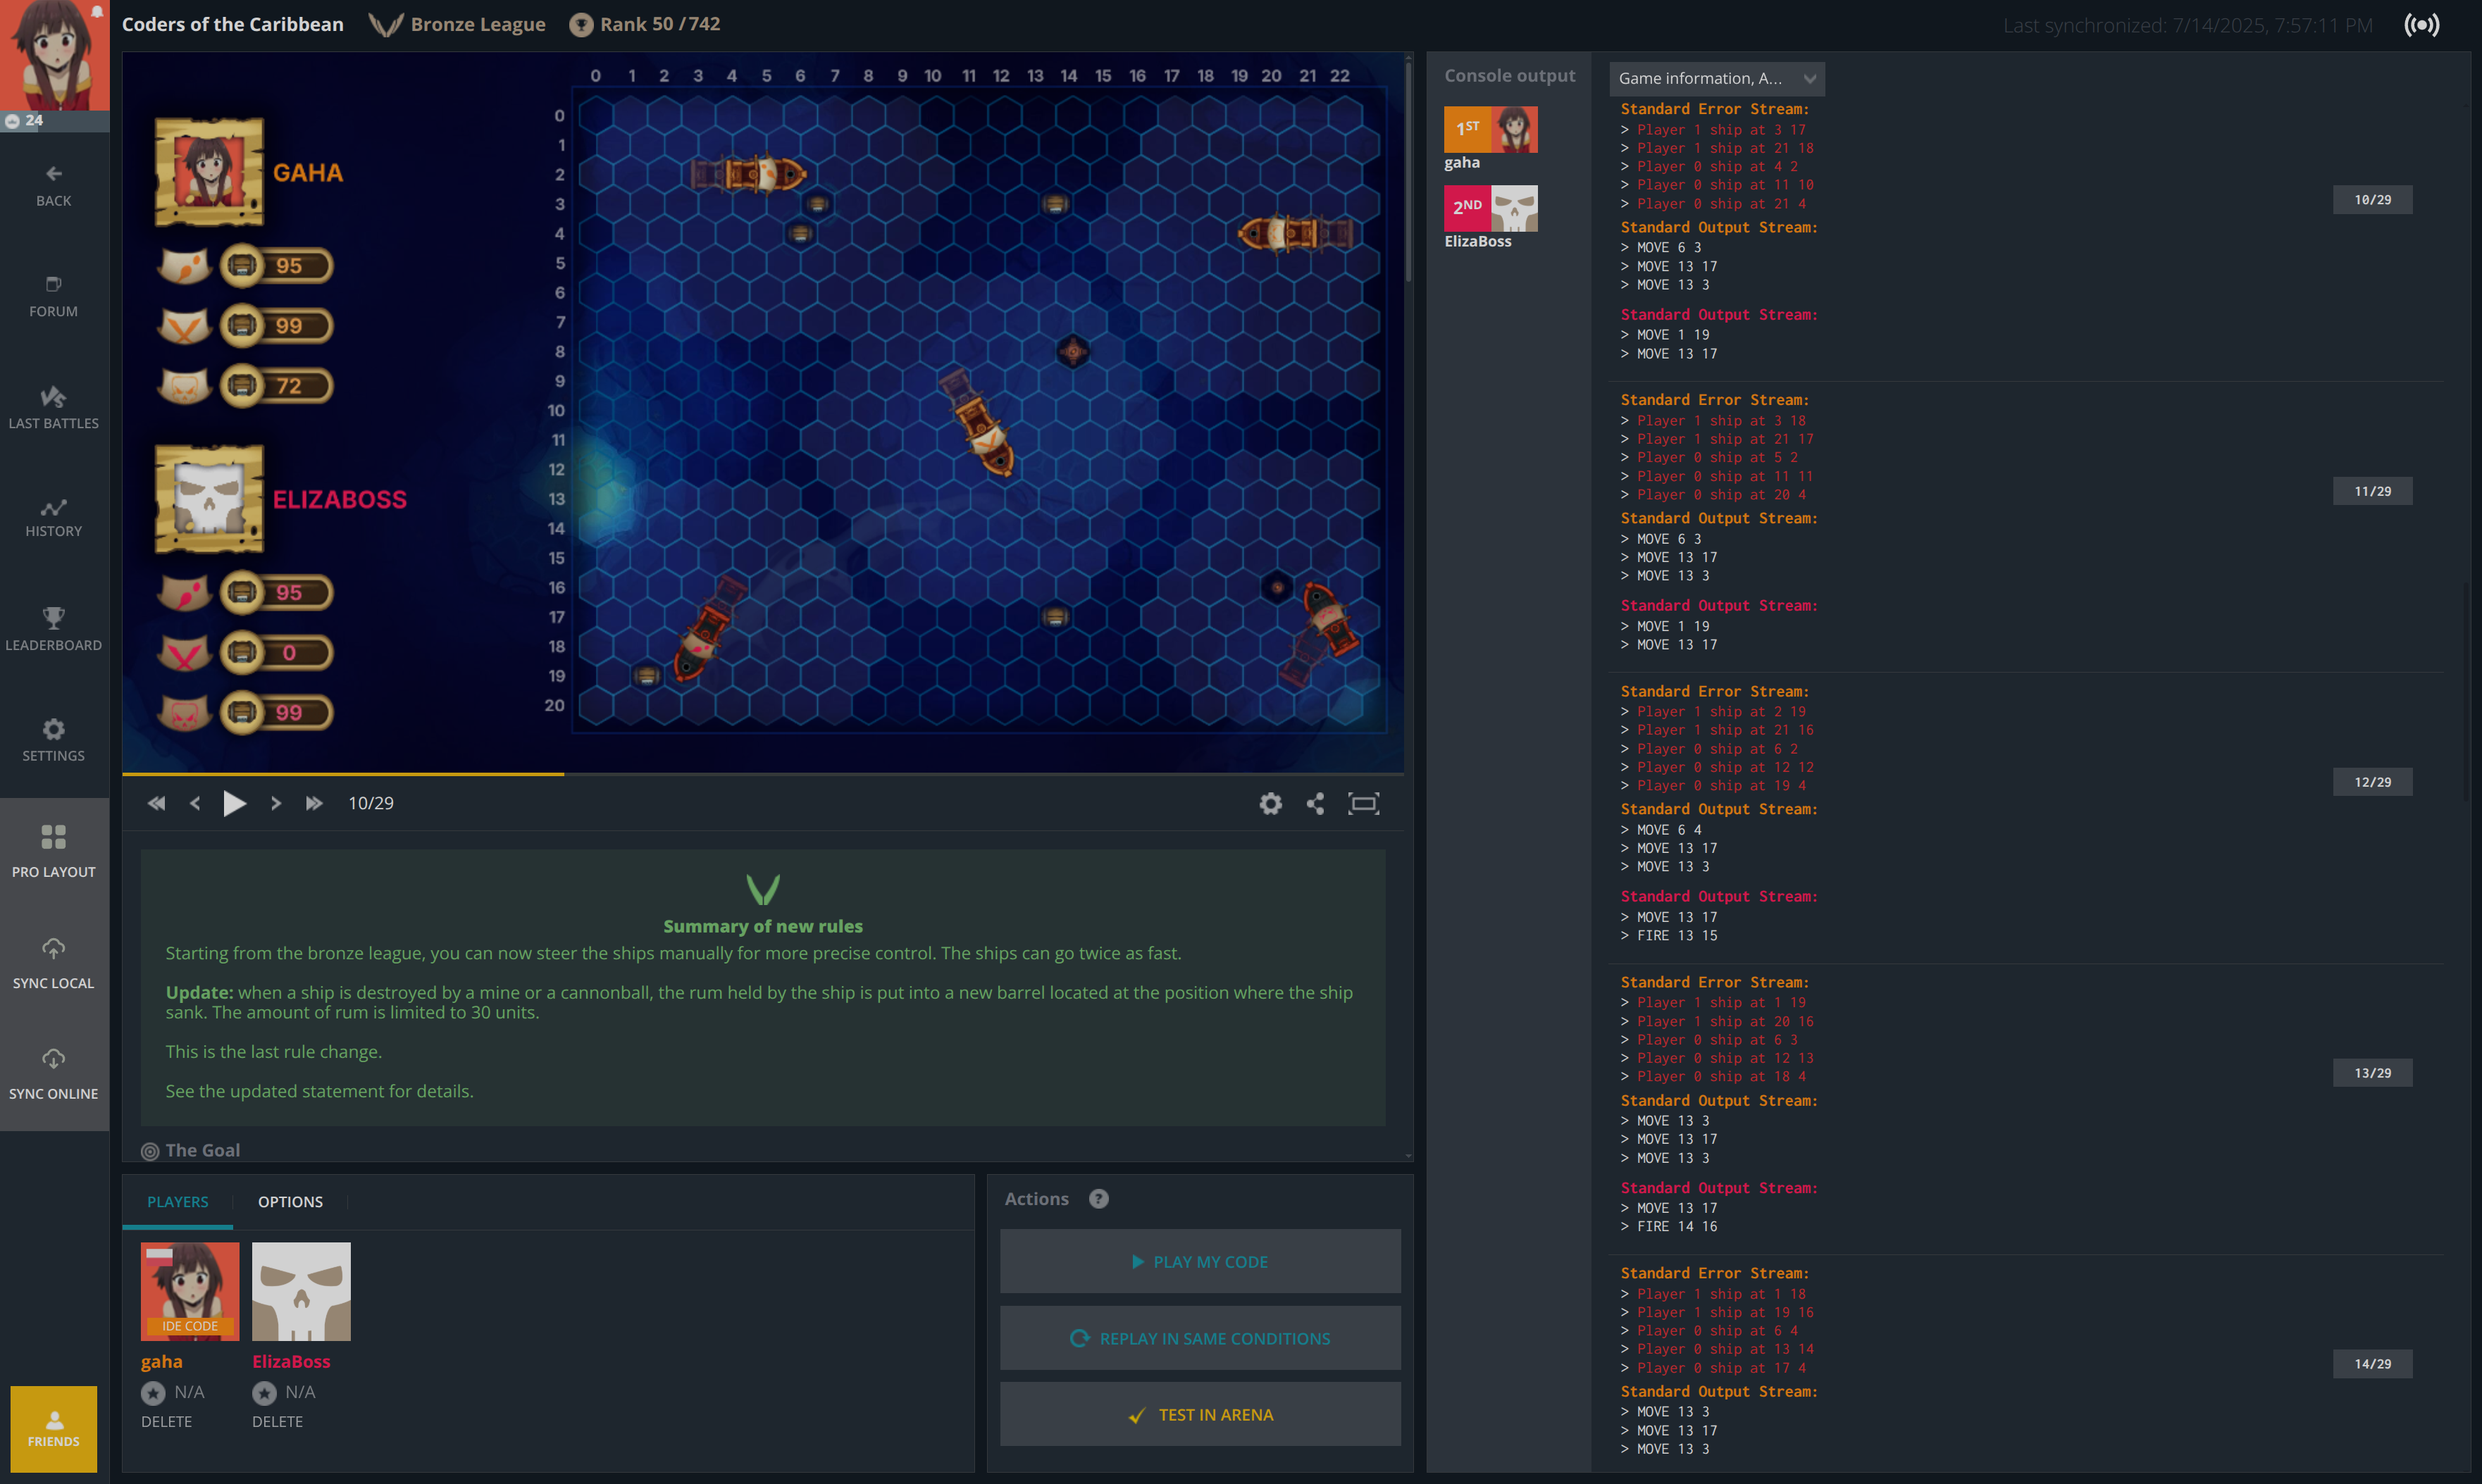 Coders of the Caribbean
Bronze League
Rank 50 / 742
Last synchronized: 7/14/2025, 7:57:11 PM
24
BACK
FORUM
LAST BATTLES
HISTORY
LEADERBOARD
SETTINGS
PRO LAYOUT
SYNC LOCAL
SYNC ONLINE
FRIENDS
0 1 2 3 4 5 6 7 8 9 10 11 12 13 14 15 16 17 18 19 20 21 22
0
1
2
3
4
5
6
7
8
9
10
11
12
13
14
15
16
17
18
19
20
GAHA
95
99
72
ELIZABOSS
95
0
99
10/29
Summary of new rules
Starting from the bronze league, you can now steer the ships manually for more precise control. The ships can go twice as fast.
Update: when a ship is destroyed by a mine or a cannonball, the rum held by the ship is put into a new barrel located at the position where the ship
sank. The amount of rum is limited to 30 units.
This is the last rule change.
See the updated statement for details.
The Goal
PLAYERS
OPTIONS
IDE CODE
gaha
N/A
DELETE
ElizaBoss
N/A
DELETE
Actions
?
PLAY MY CODE
REPLAY IN SAME CONDITIONS
TEST IN ARENA
Console output
1ST
gaha
2ND
ElizaBoss
Game information, A...
Standard Error Stream:
> Player 1 ship at 3 17
> Player 1 ship at 21 18
> Player 0 ship at 4 2
> Player 0 ship at 11 10
> Player 0 ship at 21 4
10/29
Standard Output Stream:
> MOVE 6 3
> MOVE 13 17
> MOVE 13 3
Standard Output Stream:
> MOVE 1 19
> MOVE 13 17
Standard Error Stream:
> Player 1 ship at 3 18
> Player 1 ship at 21 17
> Player 0 ship at 5 2
> Player 0 ship at 11 11
> Player 0 ship at 20 4
11/29
Standard Output Stream:
> MOVE 6 3
> MOVE 13 17
> MOVE 13 3
Standard Output Stream:
> MOVE 1 19
> MOVE 13 17
Standard Error Stream:
> Player 1 ship at 2 19
> Player 1 ship at 21 16
> Player 0 ship at 6 2
> Player 0 ship at 12 12
> Player 0 ship at 19 4
12/29
Standard Output Stream:
> MOVE 6 4
> MOVE 13 17
> MOVE 13 3
Standard Output Stream:
> MOVE 13 17
> FIRE 13 15
Standard Error Stream:
> Player 1 ship at 1 19
> Player 1 ship at 20 16
> Player 0 ship at 6 3
> Player 0 ship at 12 13
> Player 0 ship at 18 4
13/29
Standard Output Stream:
> MOVE 13 3
> MOVE 13 17
> MOVE 13 3
Standard Output Stream:
> MOVE 13 17
> FIRE 14 16
Standard Error Stream:
> Player 1 ship at 1 18
> Player 1 ship at 19 16
> Player 0 ship at 6 4
> Player 0 ship at 13 14
> Player 0 ship at 17 4
14/29
Standard Output Stream:
> MOVE 13 3
> MOVE 13 17
> MOVE 13 3